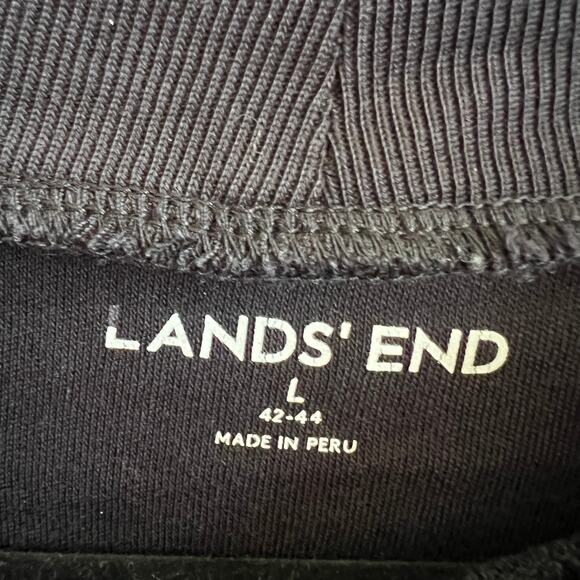 LANDS' END
L
42-44
MADE IN PERU